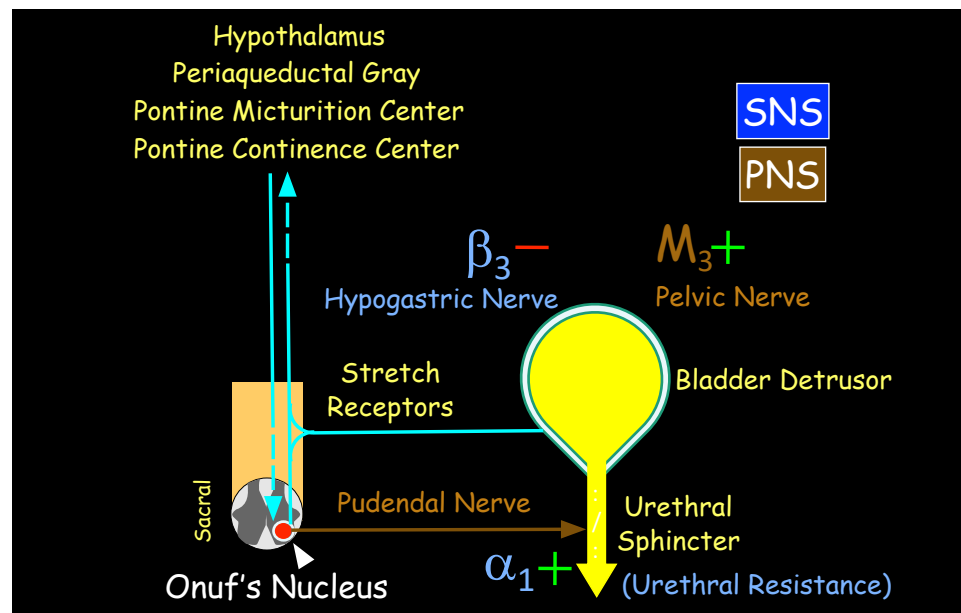 Hypothalamus
Periaqueductal Gray
Pontine Micturition Center
Pontine Continence Center
SNS
PNS
β₃−
Hypogastric Nerve
M₃+
Pelvic Nerve
Stretch
Receptors
Bladder Detrusor
Sacral
Pudendal Nerve
Urethral
Sphincter
α₁+
(Urethral Resistance)
Onuf's Nucleus